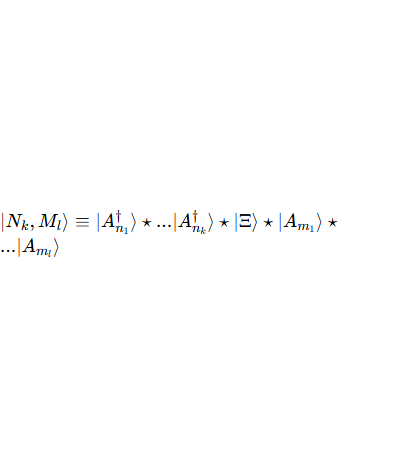 |N_k, M_l⟩ ≡ |A^†_{n_1}⟩ ⋆ ...|A^†_{n_k}⟩ ⋆ |Ξ⟩ ⋆ |A_{m_1}⟩ ⋆
...|A_{m_l}⟩